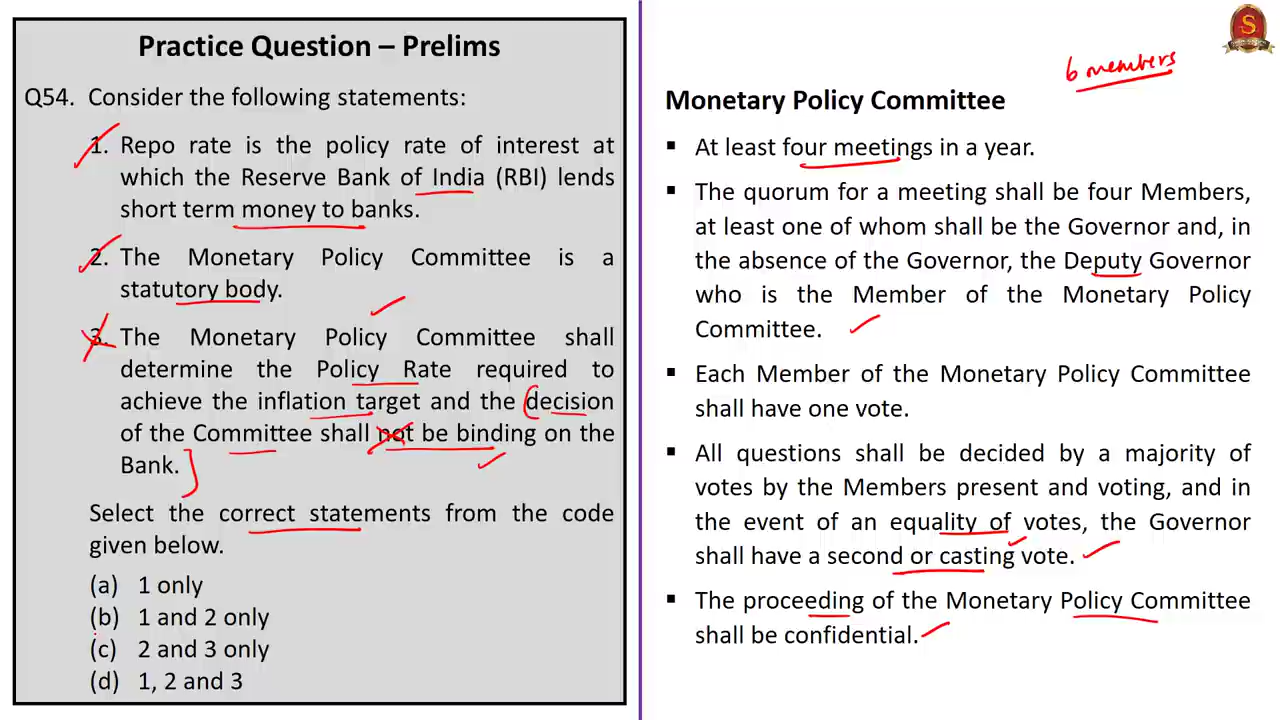 Practice Question – Prelims
Q54. Consider the following statements:
1. Repo rate is the policy rate of interest at
which the Reserve Bank of India (RBI) lends
short term money to banks.
2. The Monetary Policy Committee is a
statutory body.
3. The Monetary Policy Committee shall
determine the Policy Rate required to
achieve the inflation target and the decision
of the Committee shall not be binding on the
Bank.
Select the correct statements from the code
given below.
(a) 1 only
(b) 1 and 2 only
(c) 2 and 3 only
(d) 1, 2 and 3
S
6 members
Monetary Policy Committee
▪ At least four meetings in a year.
▪ The quorum for a meeting shall be four Members,
at least one of whom shall be the Governor and, in
the absence of the Governor, the Deputy Governor
who is the Member of the Monetary Policy
Committee.
▪ Each Member of the Monetary Policy Committee
shall have one vote.
▪ All questions shall be decided by a majority of
votes by the Members present and voting, and in
the event of an equality of votes, the Governor
shall have a second or casting vote.
▪ The proceeding of the Monetary Policy Committee
shall be confidential.